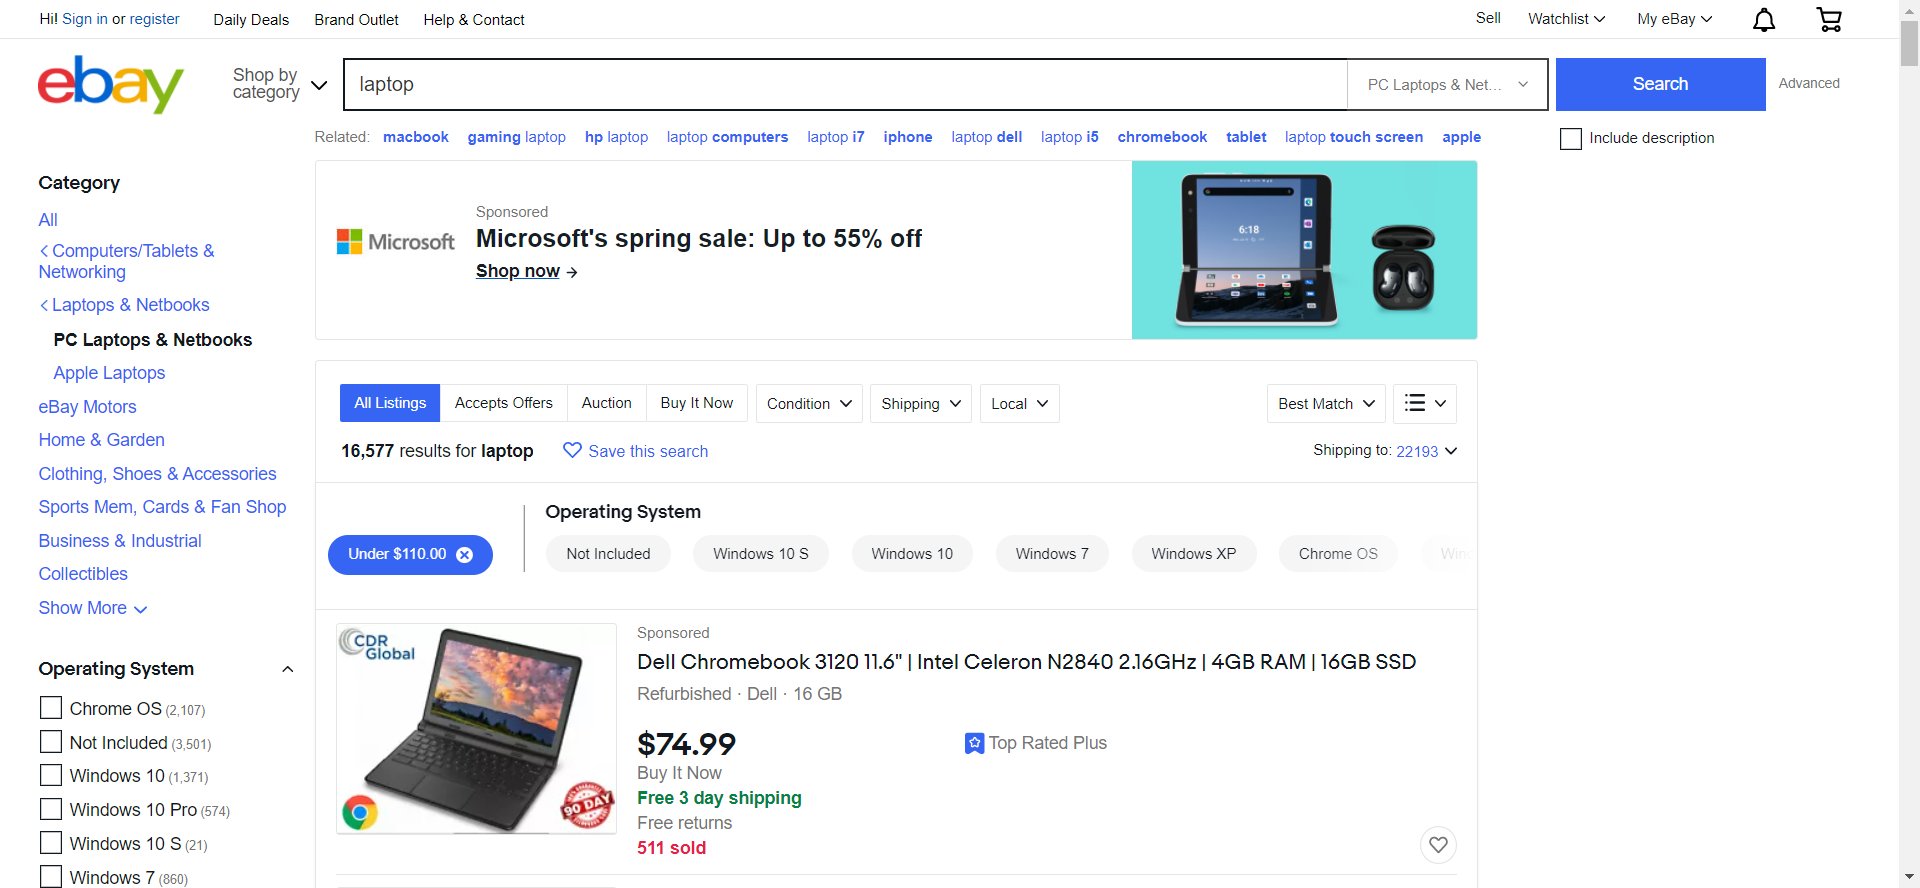 Hi! Sign in or register
Daily Deals
Brand Outlet
Help & Contact
Sell
Watchlist
My eBay
ebay
Shop by category
laptop
PC Laptops & Net...
Search
Advanced
Related: macbook gaming laptop hp laptop laptop computers laptop i7 iphone laptop dell laptop i5 chromebook tablet laptop touch screen apple
Include description
Category
All
Computers/Tablets &
Networking
Laptops & Netbooks
PC Laptops & Netbooks
Apple Laptops
eBay Motors
Home & Garden
Clothing, Shoes & Accessories
Sports Mem, Cards & Fan Shop
Business & Industrial
Collectibles
Show More
Operating System
Chrome OS (2,107)
Not Included (3,501)
Windows 10 (1,371)
Windows 10 Pro (574)
Windows 10 S (21)
Windows 7 (860)
Microsoft
Sponsored
Microsoft's spring sale: Up to 55% off
Shop now →
6:18
All Listings
Accepts Offers
Auction
Buy It Now
Condition
Shipping
Local
Best Match
16,577 results for laptop
Save this search
Shipping to: 22193
Under $110.00
Operating System
Not Included
Windows 10 S
Windows 10
Windows 7
Windows XP
Chrome OS
CDR
Global
90 DAY
Sponsored
Dell Chromebook 3120 11.6" | Intel Celeron N2840 2.16GHz | 4GB RAM | 16GB SSD
Refurbished · Dell · 16 GB
$74.99
Top Rated Plus
Buy It Now
Free 3 day shipping
Free returns
511 sold